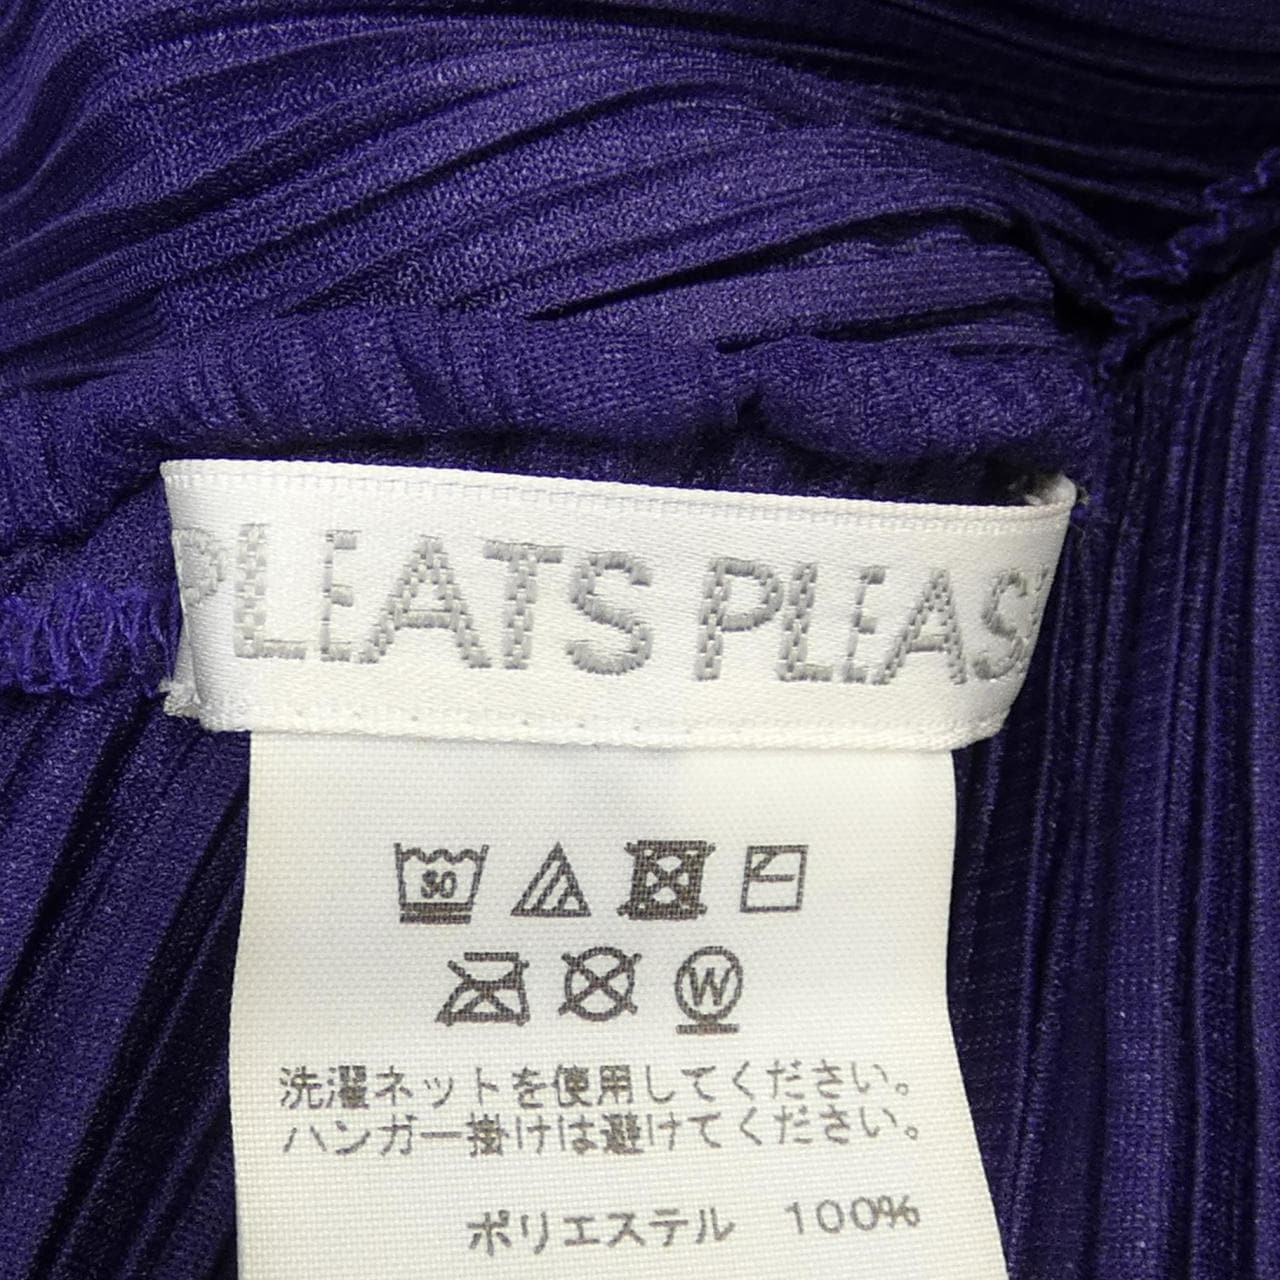 PLEATS PLEAS
30
W
洗濯ネットを使用してください。
ハンガー掛けは避けてください。
ポリエステル 100%